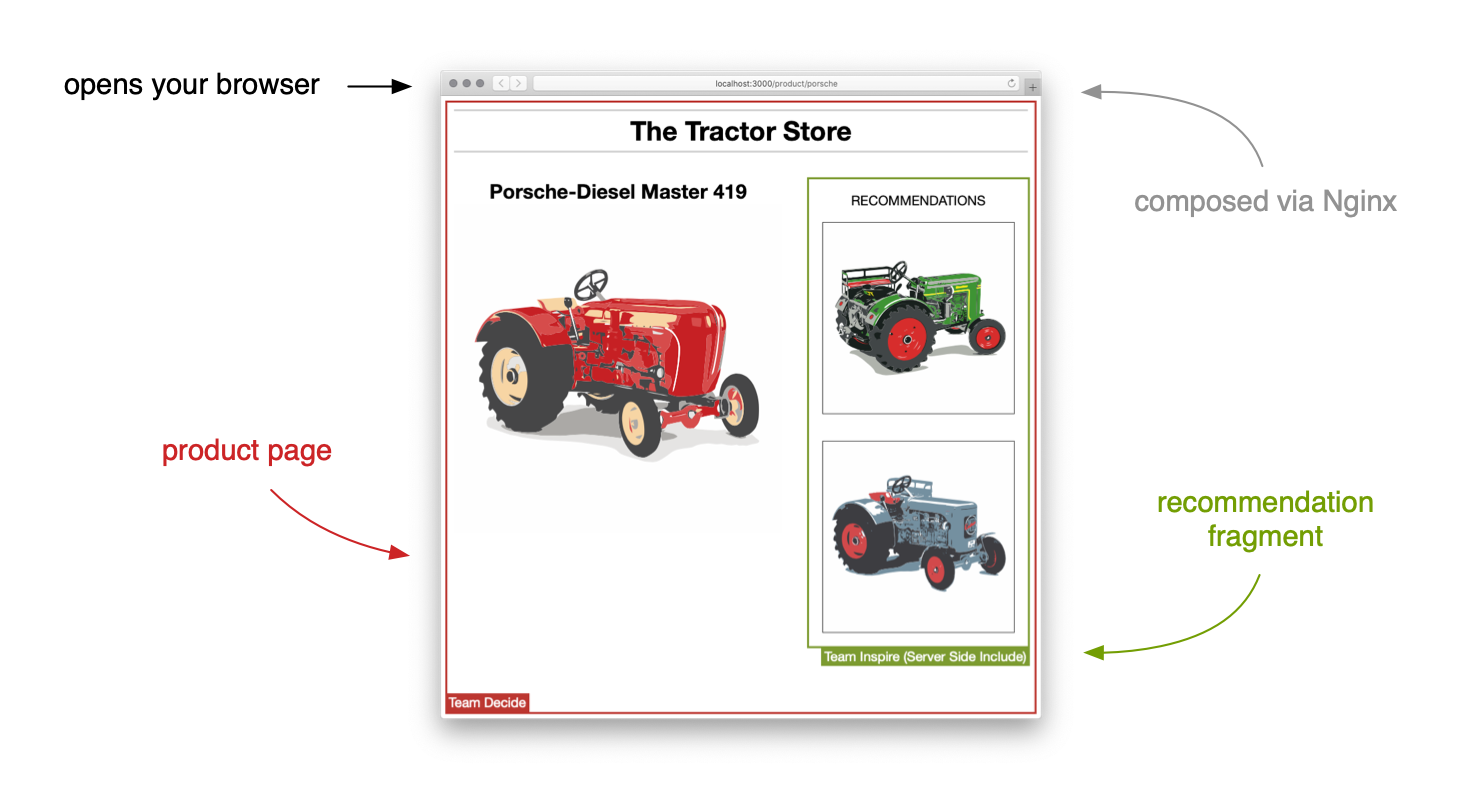 opens your browser
localhost:3000/product/porsche
The Tractor Store
composed via Nginx
Porsche-Diesel Master 419
RECOMMENDATIONS
product page
recommendation
fragment
Team Inspire (Server Side Include)
Team Decide